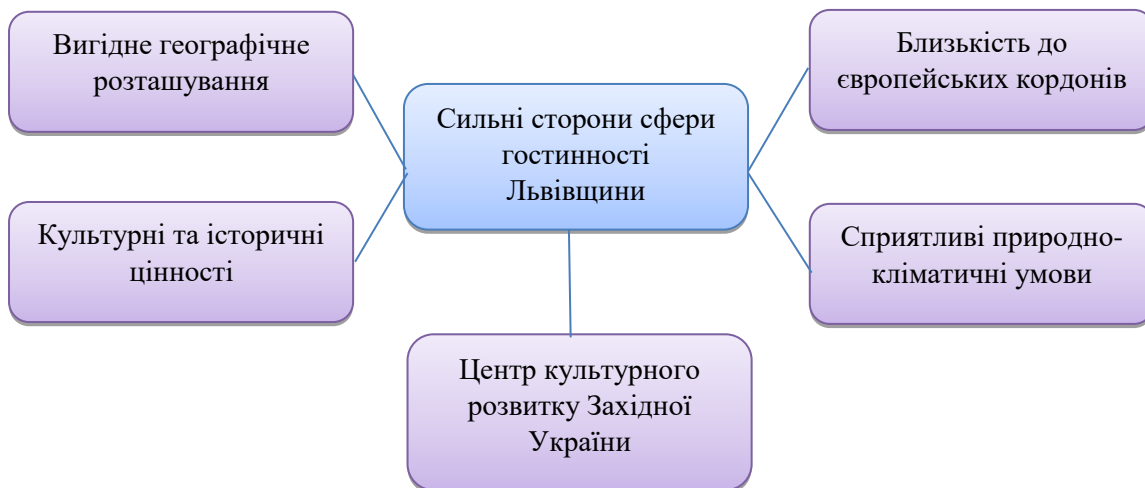 Вигідне географічне
розташування
Близькість до
європейських кордонів
Сильні сторони сфери
гостинності
Львівщини
Культурні та історичні
цінності
Сприятливі природно-
кліматичні умови
Центр культурного
розвитку Західної
України